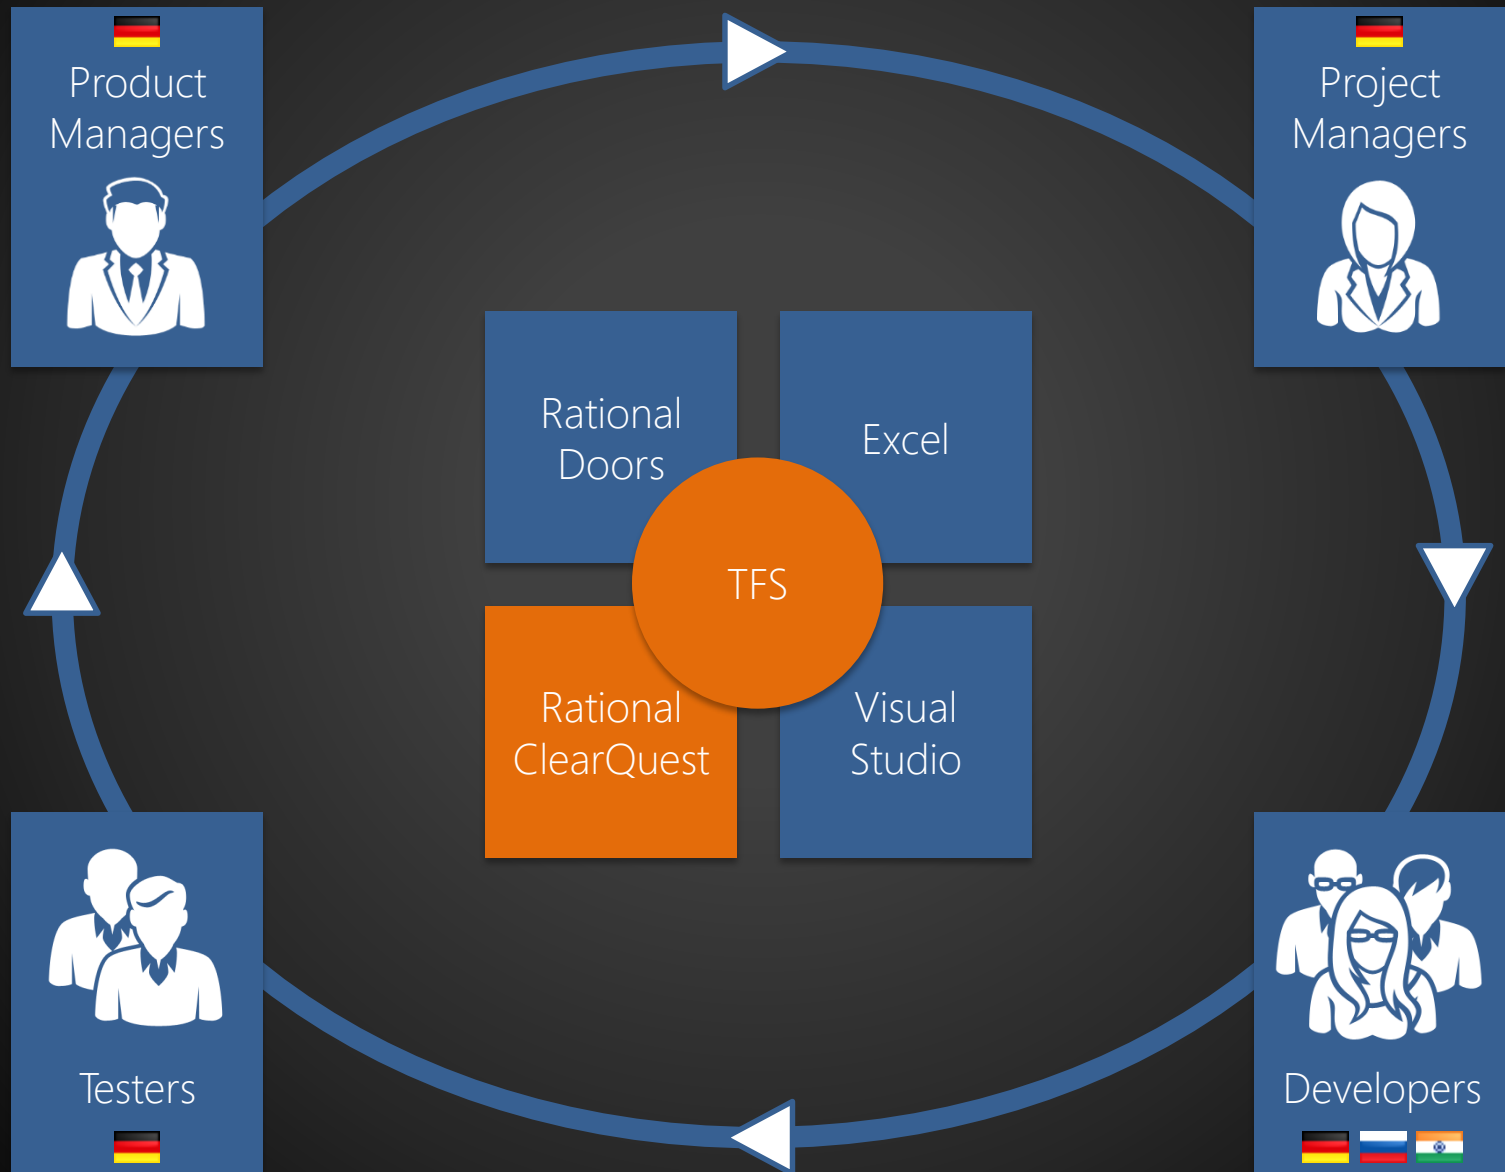 Product
Managers
Project
Managers
Rational
Doors
Excel
TFS
Rational
ClearQuest
Visual
Studio
Testers
Developers